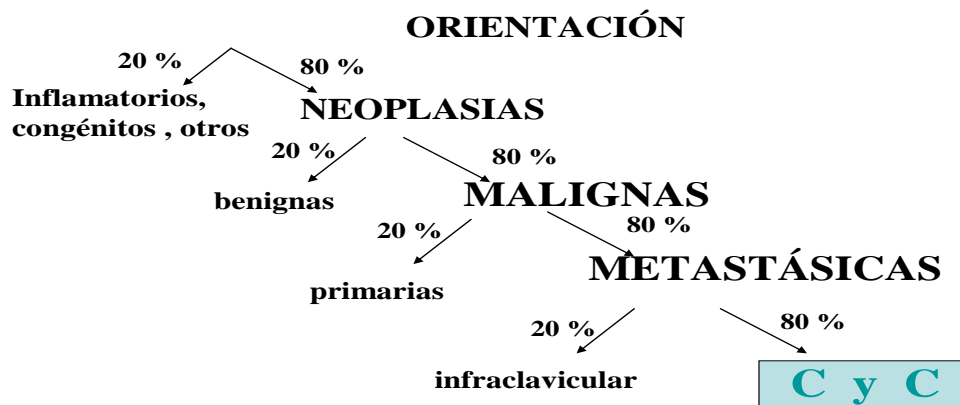 ORIENTACIÓN
20 %
80 %
Inflamatorios,
congénitos , otros
NEOPLASIAS
20 %
80 %
benignas
MALIGNAS
20 %
80 %
primarias
METASTÁSICAS
20 %
80 %
infraclavicular
C y C